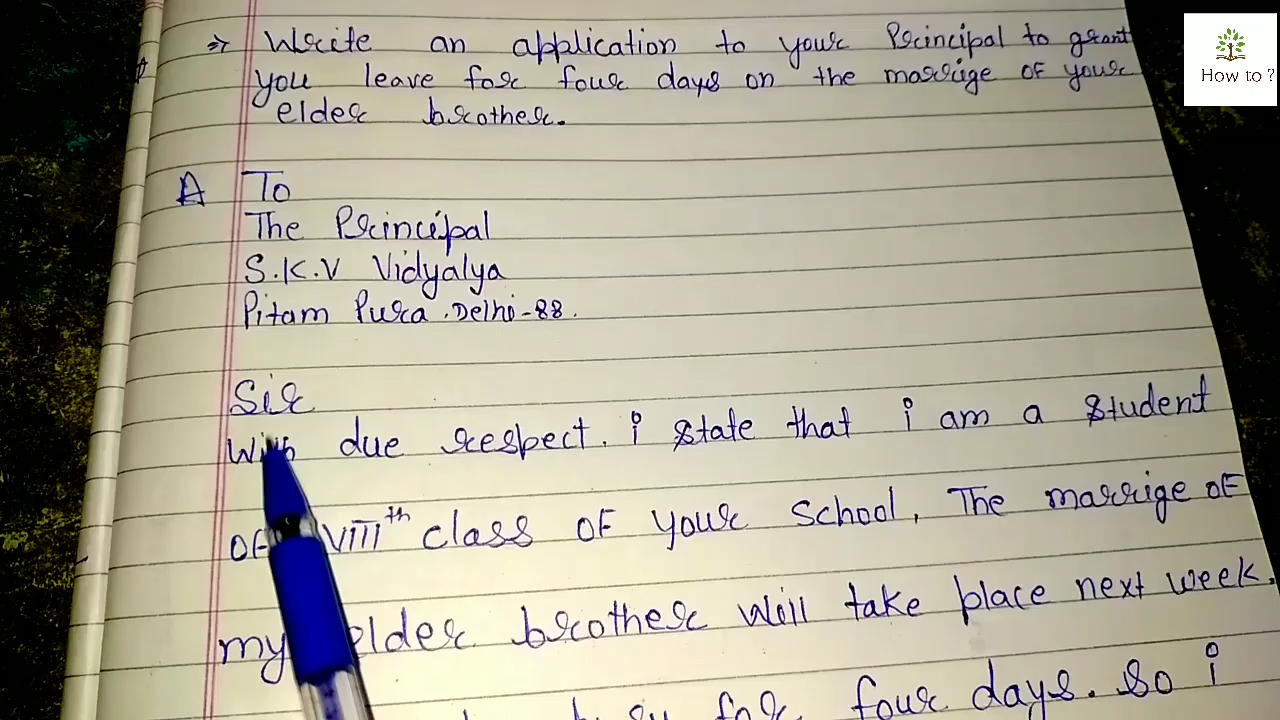 ⇒ Write an application to your Principal to grant
you leave for four days on the marrige of your
elder brother.
A To
The Principal
S.K.V Vidyalya
Pitam Pura .Delhi-88.
Sir
With due respect. i state that i am a student
of VIIIth class of your school, The marrige of
my elder brother will take place next week.
for four days. So i
How to ?